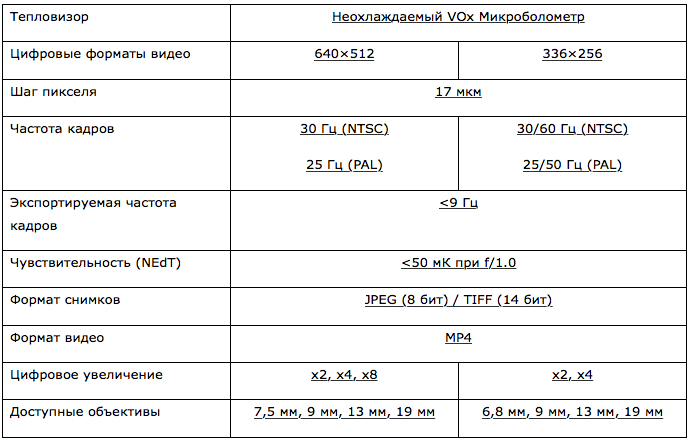 Тепловизор
Неохлаждаемый VOx Микроболометр
Цифровые форматы видео
640×512
336×256
Шаг пикселя
17 мкм
Частота кадров
30 Гц (NTSC)
25 Гц (PAL)
30/60 Гц (NTSC)
25/50 Гц (PAL)
Экспортируемая частота
кадров
<9 Гц
Чувствительность (NEdT)
<50 мК при f/1.0
Формат снимков
JPEG (8 бит) / TIFF (14 бит)
Формат видео
MP4
Цифровое увеличение
x2, x4, x8
x2, x4
Доступные объективы
7,5 мм, 9 мм, 13 мм, 19 мм
6,8 мм, 9 мм, 13 мм, 19 мм